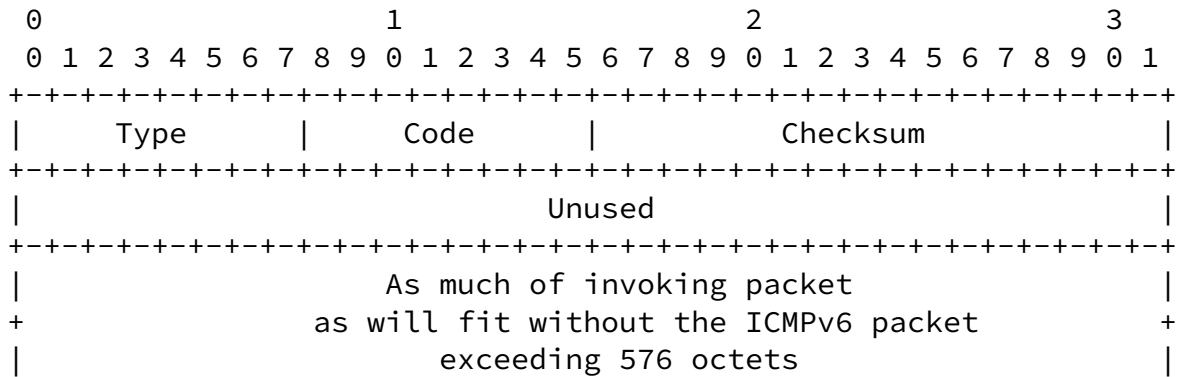 0                   1                   2                   3
 0 1 2 3 4 5 6 7 8 9 0 1 2 3 4 5 6 7 8 9 0 1 2 3 4 5 6 7 8 9 0 1
+-+-+-+-+-+-+-+-+-+-+-+-+-+-+-+-+-+-+-+-+-+-+-+-+-+-+-+-+-+-+-+-+
|     Type      |     Code      |          Checksum             |
+-+-+-+-+-+-+-+-+-+-+-+-+-+-+-+-+-+-+-+-+-+-+-+-+-+-+-+-+-+-+-+-+
|                             Unused                            |
+-+-+-+-+-+-+-+-+-+-+-+-+-+-+-+-+-+-+-+-+-+-+-+-+-+-+-+-+-+-+-+-+
|                    As much of invoking packet                 |
+                as will fit without the ICMPv6 packet          +
|                       exceeding 576 octets                    |